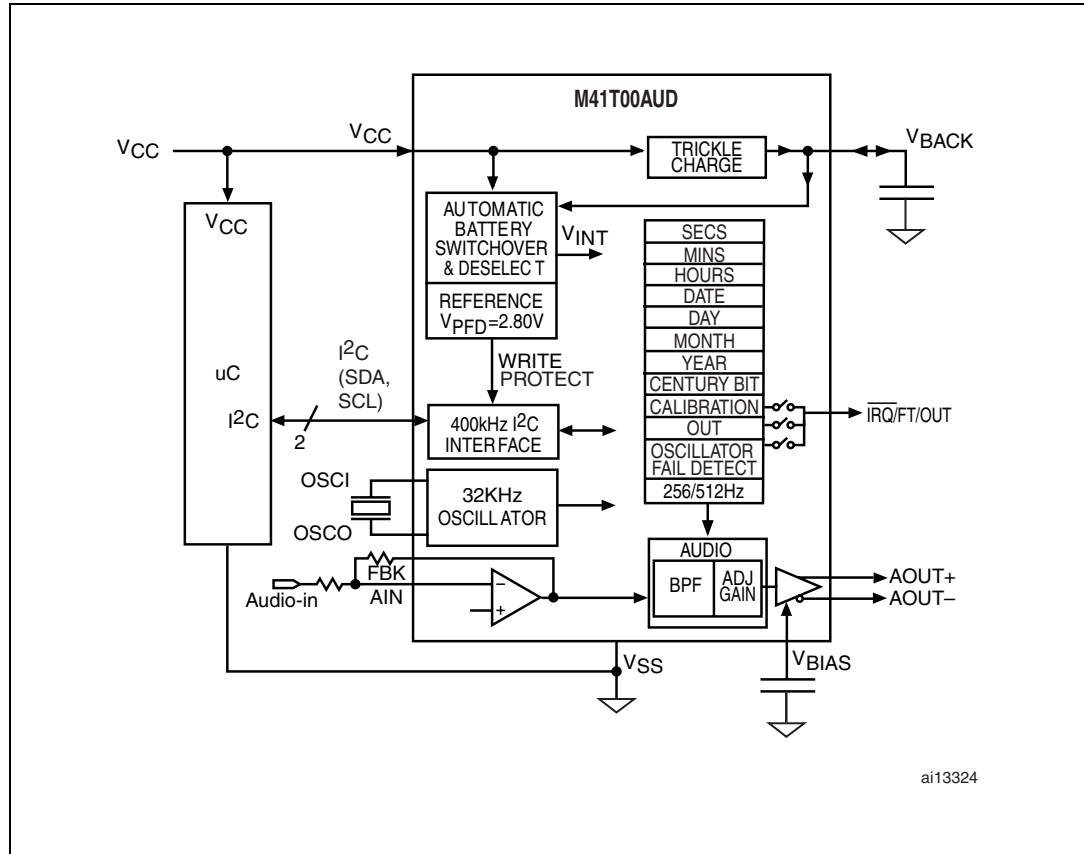 M41T00AUD
VCC
VCC
TRICKLE
CHARGE
VBACK
VCC
AUTOMATIC
BATTERY
SWITCHOVER
& DESELECT
VINT
REFERENCE
VPFD=2.80V
SECS
MINS
HOURS
DATE
DAY
MONTH
YEAR
CENTURY BIT
CALIBRATION
OUT
OSCILLATOR
FAIL DETECT
256/512Hz
IRQ/FT/OUT
WRITE
PROTECT
uC
I2C
I2C
(SDA,
SCL)
2
400kHz I2C
INTERFACE
OSCI
OSCO
32KHz
OSCILLATOR
AUDIO
BPF
ADJ
GAIN
AOUT+
AOUT–
Audio-in
FBK
AIN
–
+
VSS
VBIAS
ai13324